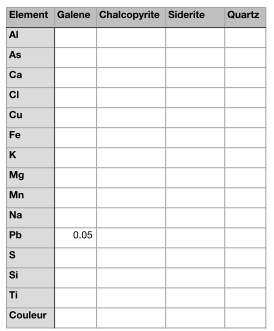 Element Galene Chalcopyrite Siderite Quartz
Al
As
Ca
Cl
Cu
Fe
K
Mg
Mn
Na
Pb 0.05
S
Si
Ti
Couleur